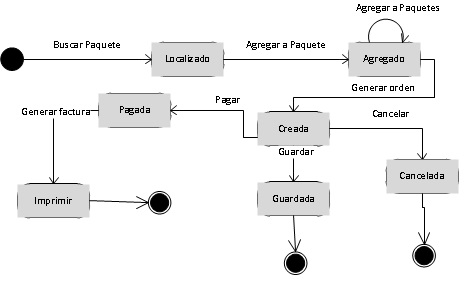 Agregar a Paquetes
Buscar Paquete
Agregar a Paquete
Localizado
Agregado
Generar orden
Pagar
Cancelar
Generar factura
Pagada
Creada
Guardar
Cancelada
Imprimir
Guardada